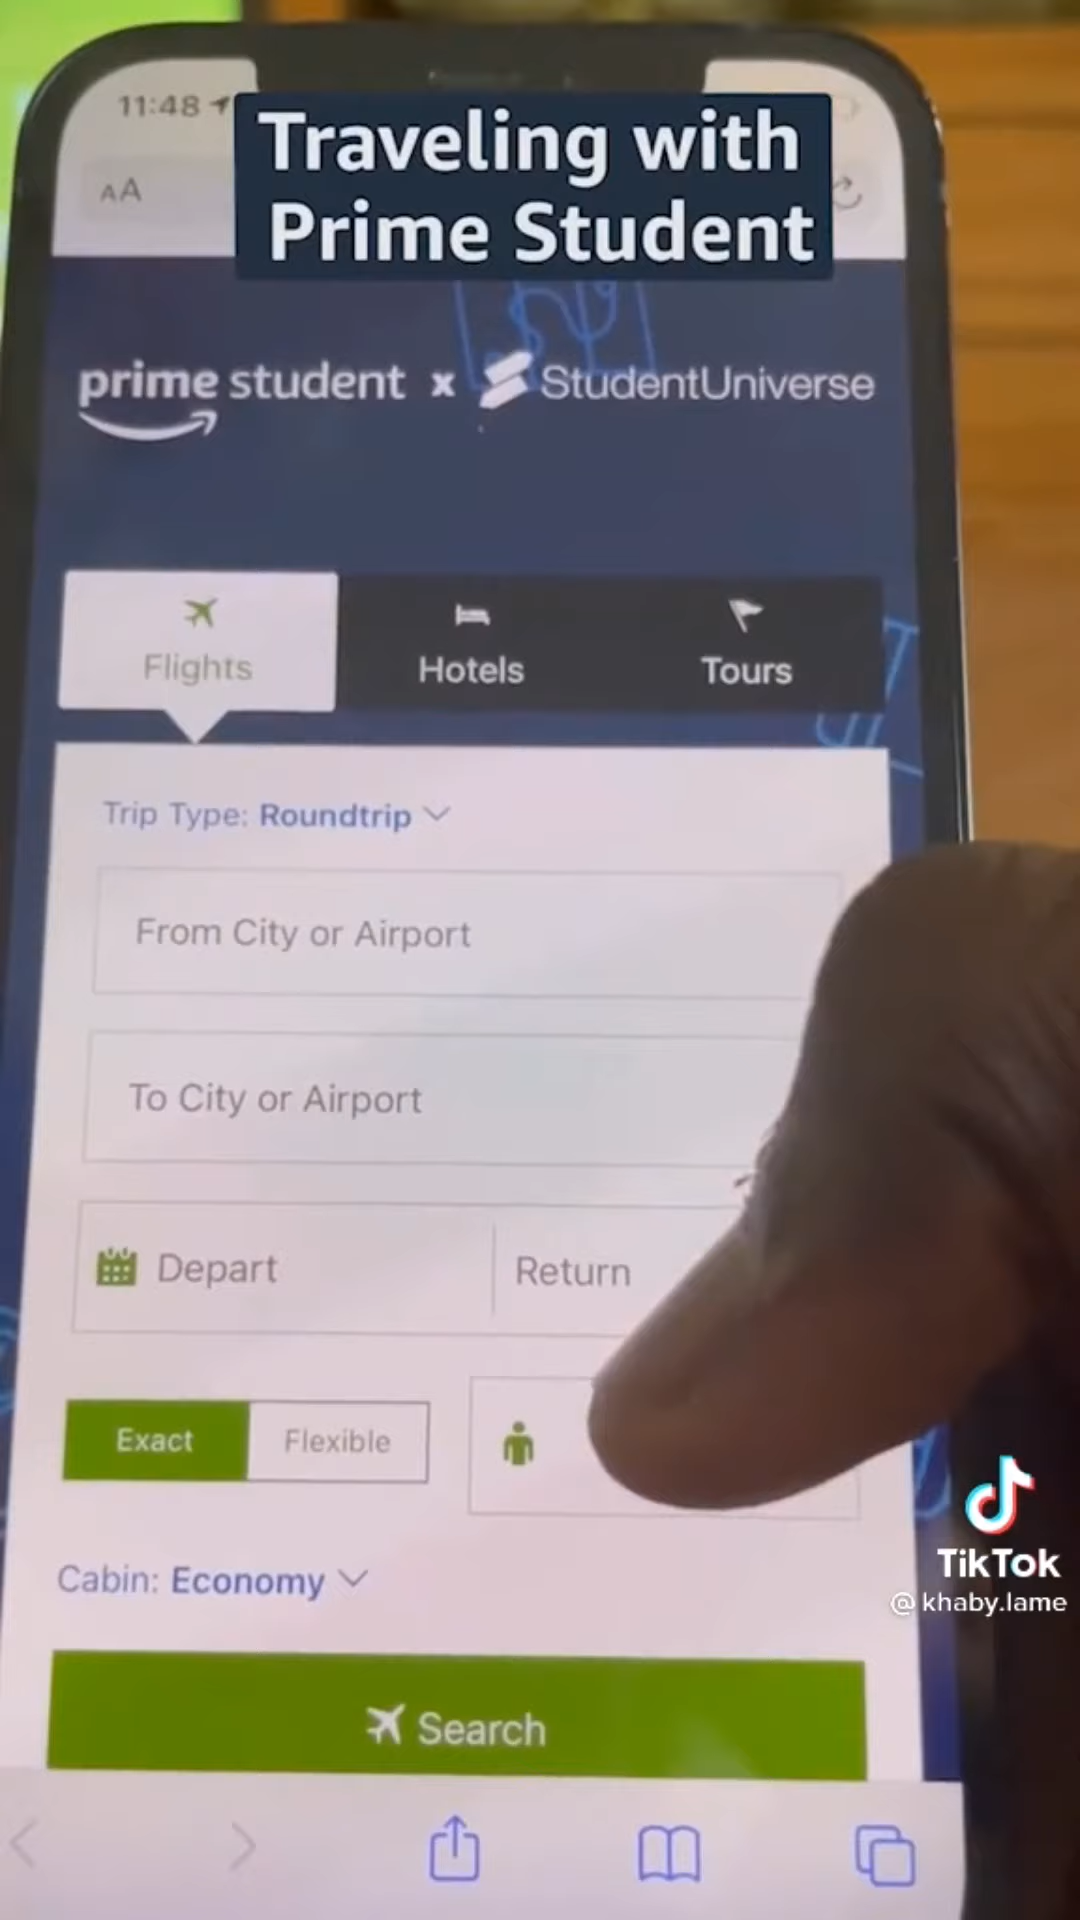 11:48
Traveling with
Prime Student
AA
prime student x StudentUniverse
Flights
Hotels
Tours
Trip Type: Roundtrip
From City or Airport
To City or Airport
Depart
Return
Exact
Flexible
Cabin: Economy
Search
TikTok
@khaby.lame